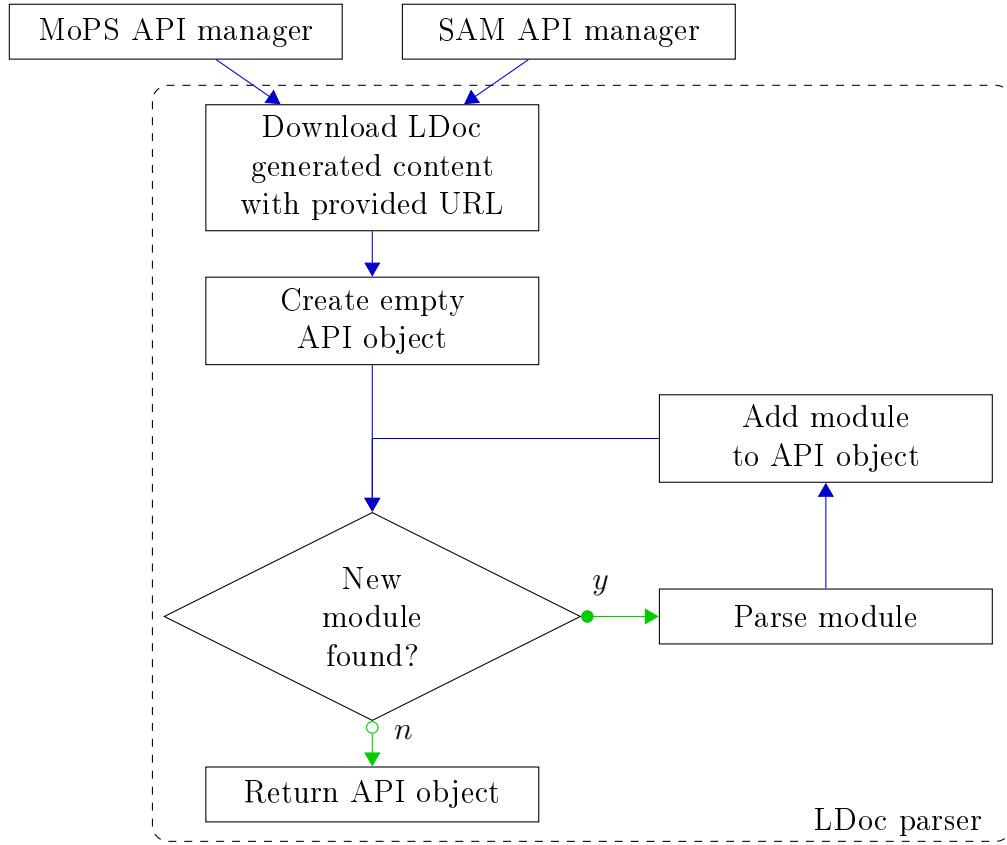 MoPS API manager
SAM API manager
Download LDoc
generated content
with provided URL
Create empty
API object
Add module
to API object
New
module
found?
y
Parse module
n
Return API object
LDoc parser